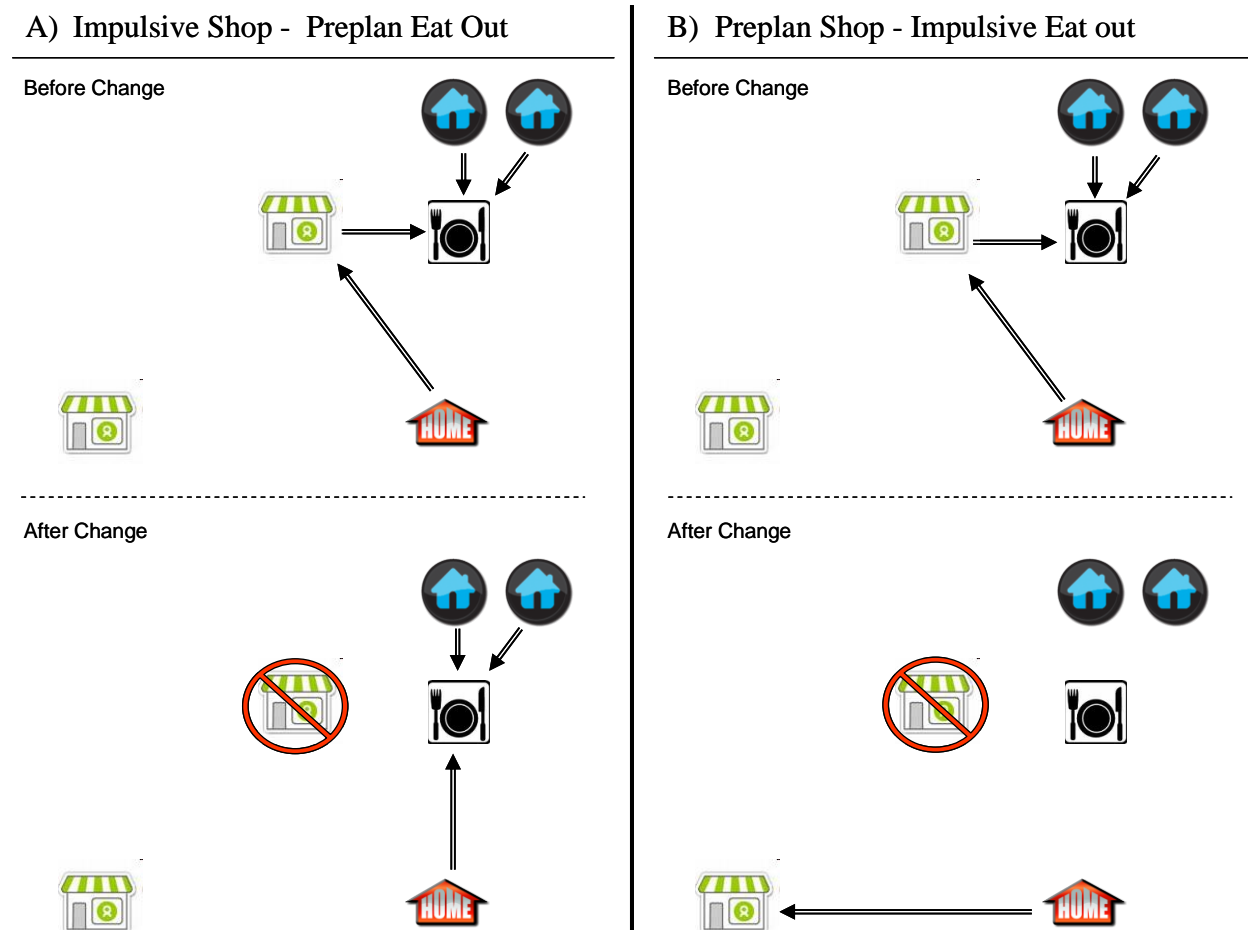 A) Impulsive Shop - Preplan Eat Out
Before Change
HOME
After Change
HOME
B) Preplan Shop - Impulsive Eat out
Before Change
HOME
After Change
HOME